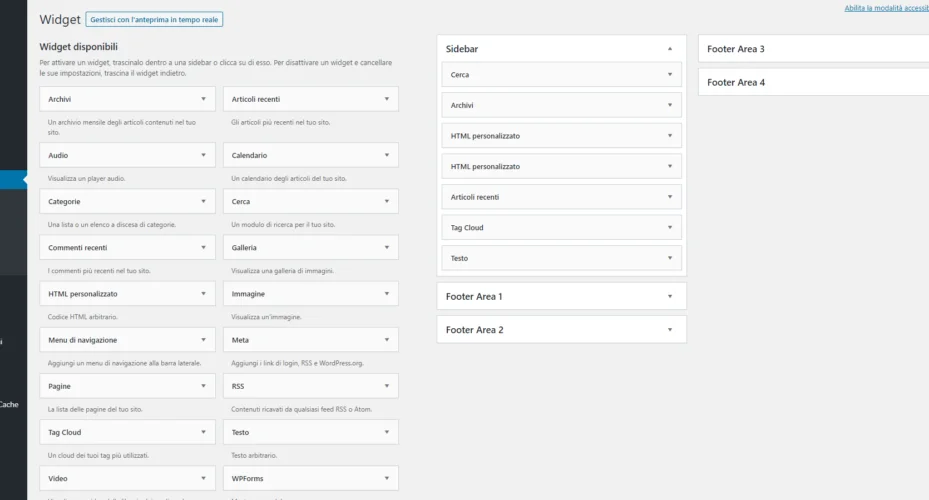 Abilita la modalità accessib
Widget
Gestisci con l'anteprima in tempo reale
Widget disponibili
Per attivare un widget, trascinalo dentro a una sidebar o clicca su di esso. Per disattivare un widget e cancellare
le sue impostazioni, trascina il widget indietro.
Archivi
Articoli recenti
Un archivio mensile degli articoli contenuti nel tuo
sito.
Gli articoli più recenti nel tuo sito.
Audio
Calendario
Visualizza un player audio.
Un calendario degli articoli del tuo sito.
Categorie
Cerca
Una lista o un elenco a discesa di categorie.
Un modulo di ricerca per il tuo sito.
Commenti recenti
Galleria
I commenti più recenti nel tuo sito.
Visualizza una galleria di immagini.
HTML personalizzato
Immagine
Codice HTML arbitrario.
Visualizza un'immagine.
Menu di navigazione
Meta
Aggiungi un menu di navigazione alla barra laterale.
Aggiungi i link di login, RSS e WordPress.org.
Pagine
RSS
La lista delle pagine del tuo sito.
Contenuti ricavati da qualsiasi feed RSS o Atom.
Tag Cloud
Testo
Un cloud dei tuoi tag più utilizzati.
Testo arbitrario.
Video
WPForms
Sidebar
Cerca
Archivi
HTML personalizzato
HTML personalizzato
Articoli recenti
Tag Cloud
Testo
Footer Area 1
Footer Area 2
Footer Area 3
Footer Area 4
i
Cache